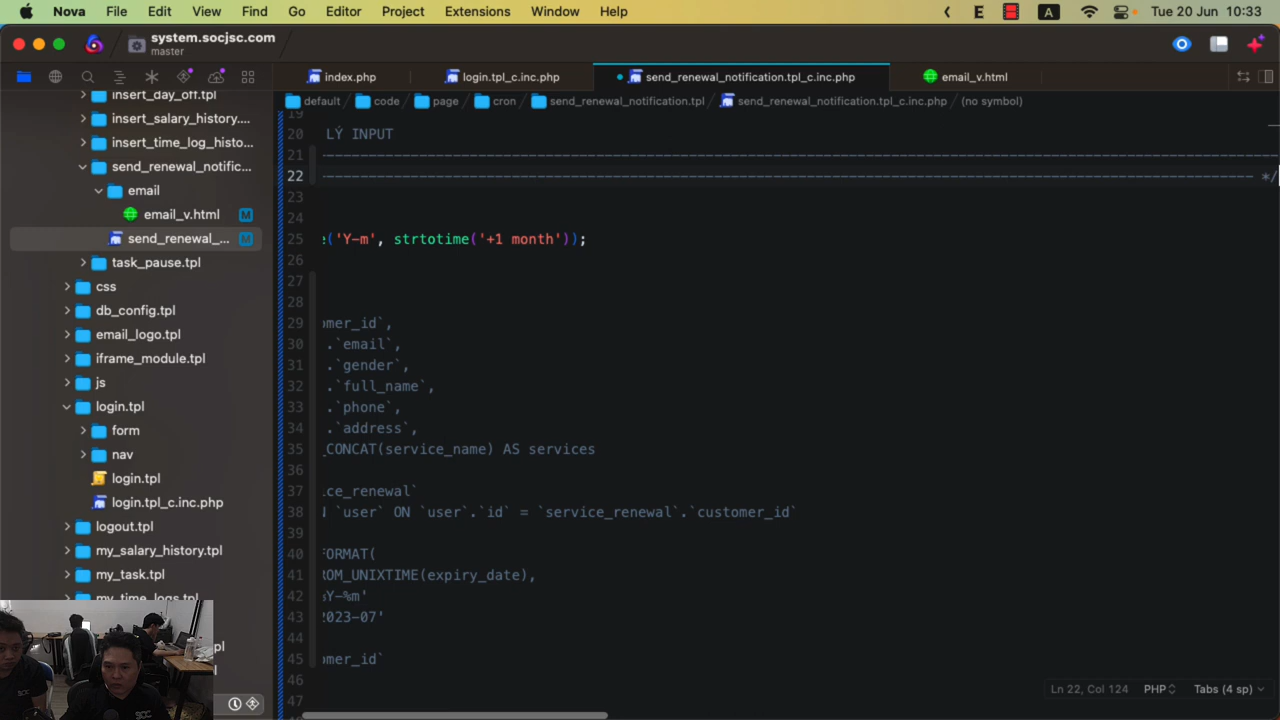 Nova File Edit View Find Go Editor Project Extensions Window Help E A Tue 20 Jun 10:33
system.socjsc.com
master
index.php login.tpl_c.inc.php send_renewal_notification.tpl_c.inc.php email_v.html
default code page cron send_renewal_notification.tpl send_renewal_notification.tpl_c.inc.php (no symbol)
insert_day_off.tpl
insert_salary_history....
insert_time_log_histo...
send_renewal_notific...
email
email_v.html M
send_renewal_... M
task_pause.tpl
css
db_config.tpl
email_logo.tpl
iframe_module.tpl
js
login.tpl
form
nav
login.tpl
login.tpl_c.inc.php
logout.tpl
my_salary_history.tpl
my_task.tpl
my_time_logs.tpl
19
20 LÝ INPUT
21
22 */
23
24
25 ('Y-m', strtotime('+1 month'));
26
27
28
29 omer_id`,
30 .`email`,
31 .`gender`,
32 .`full_name`,
33 .`phone`,
34 .`address`,
35 _CONCAT(service_name) AS services
36
37 ice_renewal`
38 `user` ON `user`.`id` = `service_renewal`.`customer_id`
39
40 FORMAT(
41 ROM_UNIXTIME(expiry_date),
42 %Y-%m'
43 2023-07'
44
45 omer_id`
46
47
Ln 22, Col 124 PHP Tabs (4 sp)